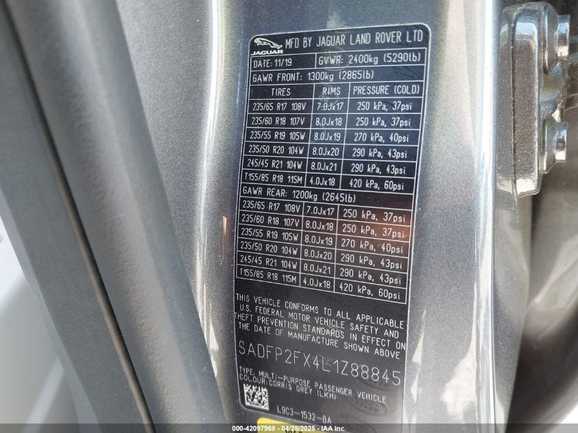 MFD BY JAGUAR LAND ROVER LTD
JAGUAR
DATE: 11/19 GVWR: 2400kg (5290lb)
GAWR FRONT: 1300kg (2865lb)
TIRES RIMS PRESSURE (COLD)
235/65 R17 108V 7.0Jx17 250 kPa, 37psi
235/60 R18 107V 8.0Jx18 250 kPa, 37psi
235/55 R19 105W 8.0Jx19 270 kPa, 40psi
235/50 R20 104W 8.0Jx20 290 kPa, 43psi
245/45 R21 104W 8.0Jx21 290 kPa, 43psi
T155/85 R18 115M 4.0Jx18 420 kPa, 60psi
GAWR REAR: 1200kg (2645lb)
235/65 R17 108V 7.0Jx17 250 kPa, 37psi
235/60 R18 107V 8.0Jx18 250 kPa, 37psi
235/55 R19 105W 8.0Jx19 270 kPa, 40psi
235/50 R20 104W 8.0Jx20 290 kPa, 43psi
245/45 R21 104W 8.0Jx21 290 kPa, 43psi
T155/85 R18 115M 4.0Jx18 420 kPa, 60psi
THIS VEHICLE CONFORMS TO ALL APPLICABLE
U.S. FEDERAL MOTOR VEHICLE SAFETY AND
THEFT PREVENTION STANDARDS IN EFFECT ON
THE DATE OF MANUFACTURE SHOWN ABOVE.
SADFP2FX4L1Z88845
TYPE: MULTI-PURPOSE PASSENGER VEHICLE
COLOUR: CORRIS GREY (LKH)
L9C3-1532-BA
000-42097968 - 04/25/2025 - IAAI.COM